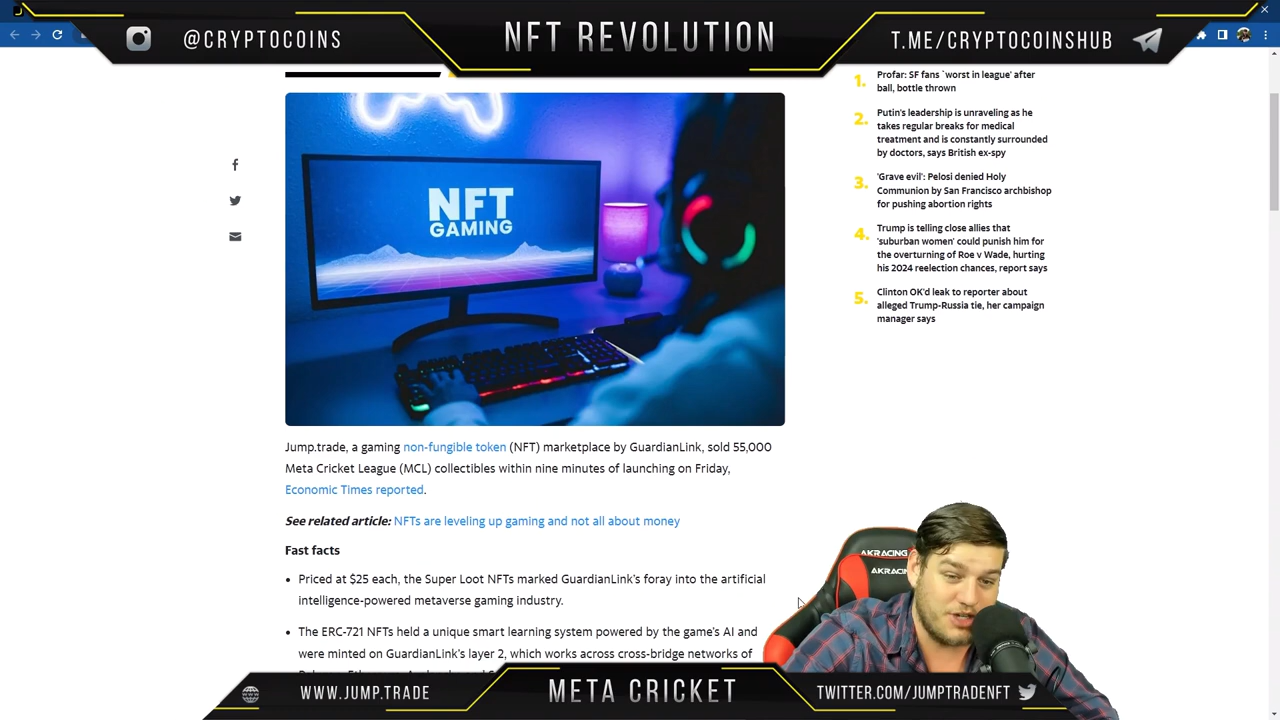 NFT REVOLUTION
@CRYPTOCOINS
T.ME/CRYPTOCOINSHUB
NFT
GAMING
Jump.trade, a gaming non-fungible token (NFT) marketplace by GuardianLink, sold 55,000
Meta Cricket League (MCL) collectibles within nine minutes of launching on Friday,
Economic Times reported.
See related article: NFTs are leveling up gaming and not all about money
Fast facts
• Priced at $25 each, the Super Loot NFTs marked GuardianLink's foray into the artificial
intelligence-powered metaverse gaming industry.
• The ERC-721 NFTs held a unique smart learning system powered by the game's AI and
were minted on GuardianLink's layer 2, which works across cross-bridge networks of
1. Profar: SF fans `worst in league' after
ball, bottle thrown
2. Putin's leadership is unraveling as he
takes regular breaks for medical
treatment and is constantly surrounded
by doctors, says British ex-spy
3. 'Grave evil': Pelosi denied Holy
Communion by San Francisco archbishop
for pushing abortion rights
4. Trump is telling close allies that
'suburban women' could punish him for
the overturning of Roe v Wade, hurting
his 2024 reelection chances, report says
5. Clinton OK'd leak to reporter about
alleged Trump-Russia tie, her campaign
manager says
AKRACING
AKRACING
WWW.JUMP.TRADE
META CRICKET
TWITTER.COM/JUMPTRADENFT